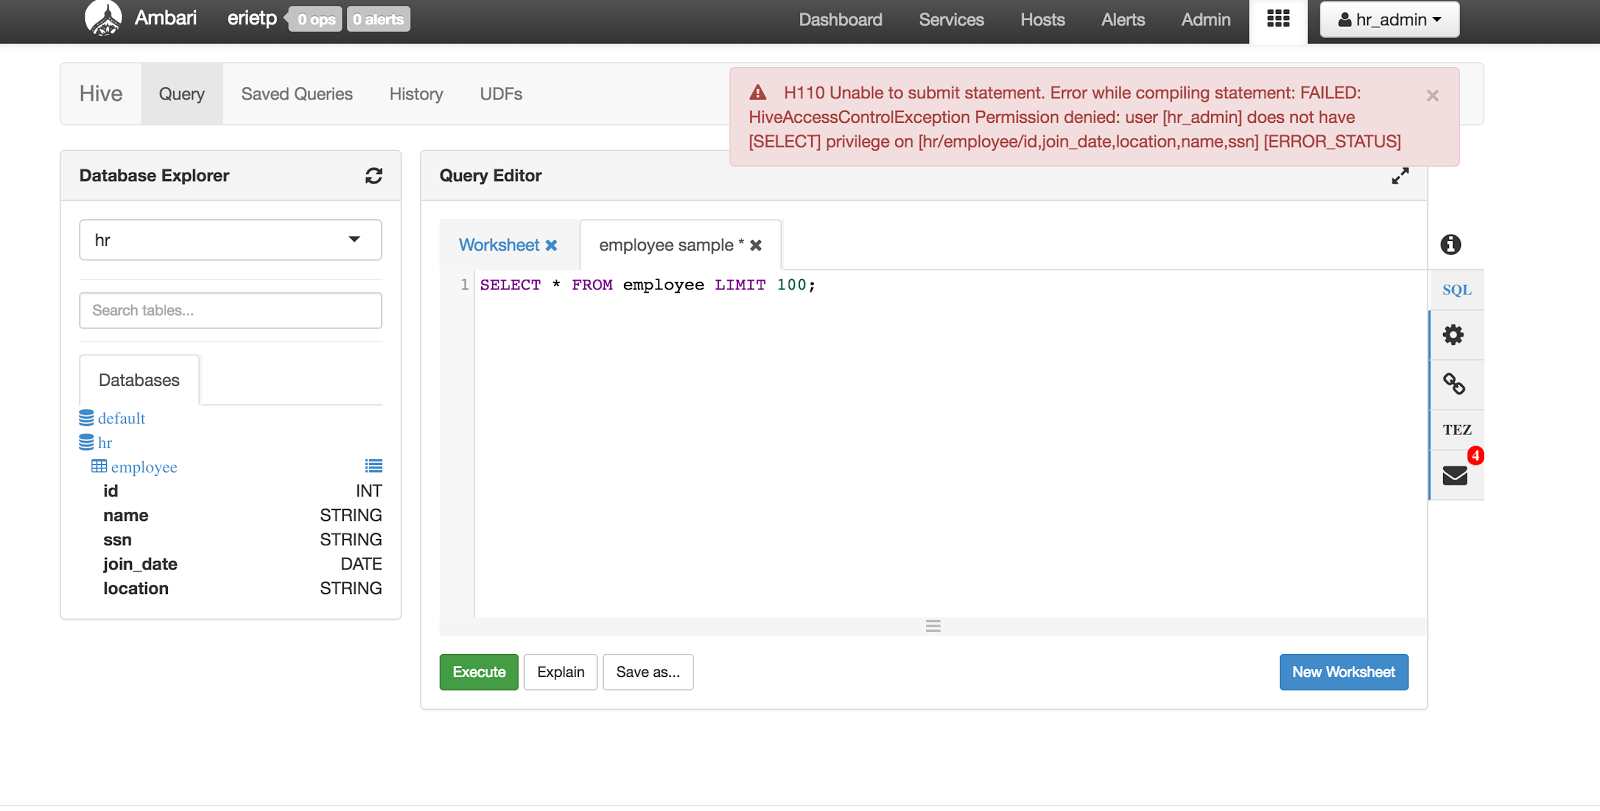 Ambari erietp 0 ops 0 alerts Dashboard Services Hosts Alerts Admin hr_admin
Hive Query Saved Queries History UDFs
H110 Unable to submit statement. Error while compiling statement: FAILED:
HiveAccessControlException Permission denied: user [hr_admin] does not have
[SELECT] privilege on [hr/employee/id,join_date,location,name,ssn] [ERROR_STATUS]
×
Database Explorer
hr
Search tables...
Databases
default
hr
employee
id INT
name STRING
ssn STRING
join_date DATE
location STRING
Query Editor
Worksheet employee sample *
1 SELECT * FROM employee LIMIT 100;
Execute Explain Save as... New Worksheet
SQL
TEZ
4